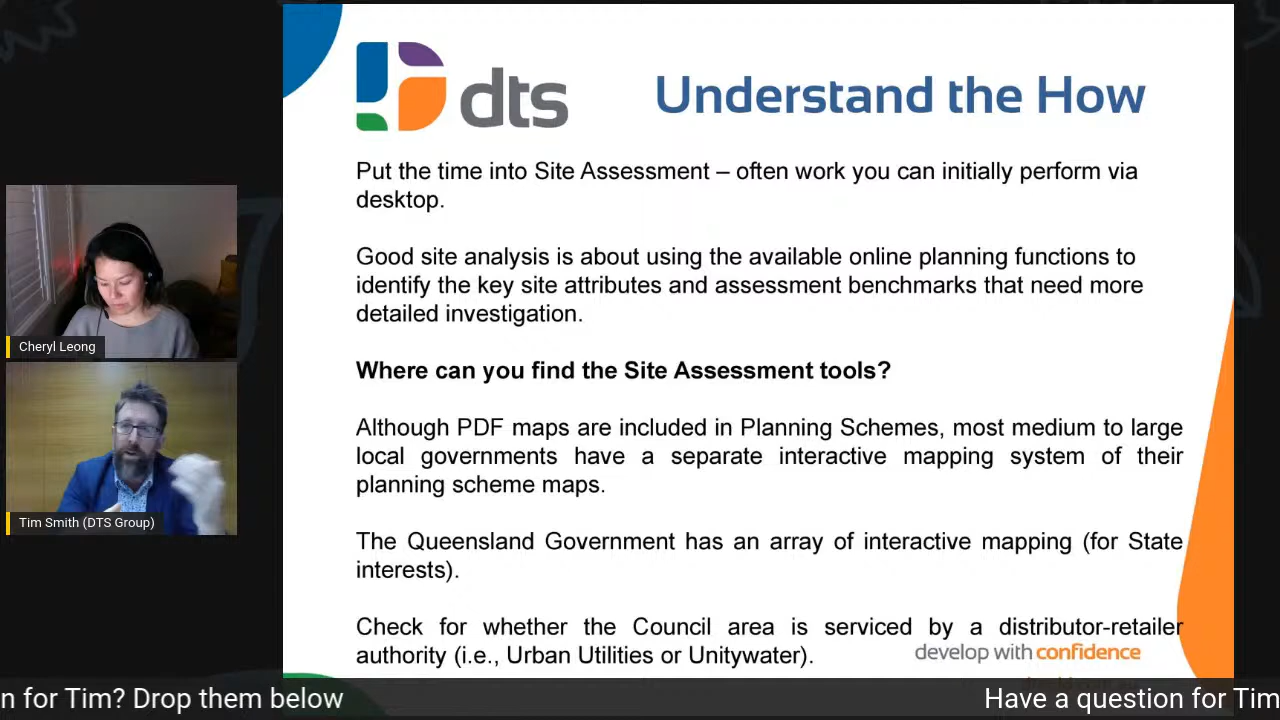 dts
Understand the How
Put the time into Site Assessment – often work you can initially perform via
desktop.
Good site analysis is about using the available online planning functions to
identify the key site attributes and assessment benchmarks that need more
detailed investigation.
Where can you find the Site Assessment tools?
Although PDF maps are included in Planning Schemes, most medium to large
local governments have a separate interactive mapping system of their
planning scheme maps.
The Queensland Government has an array of interactive mapping (for State
interests).
Check for whether the Council area is serviced by a distributor-retailer
authority (i.e., Urban Utilities or Unitywater).
develop with confidence
Cheryl Leong
Tim Smith (DTS Group)
n for Tim? Drop them below
Have a question for Tim